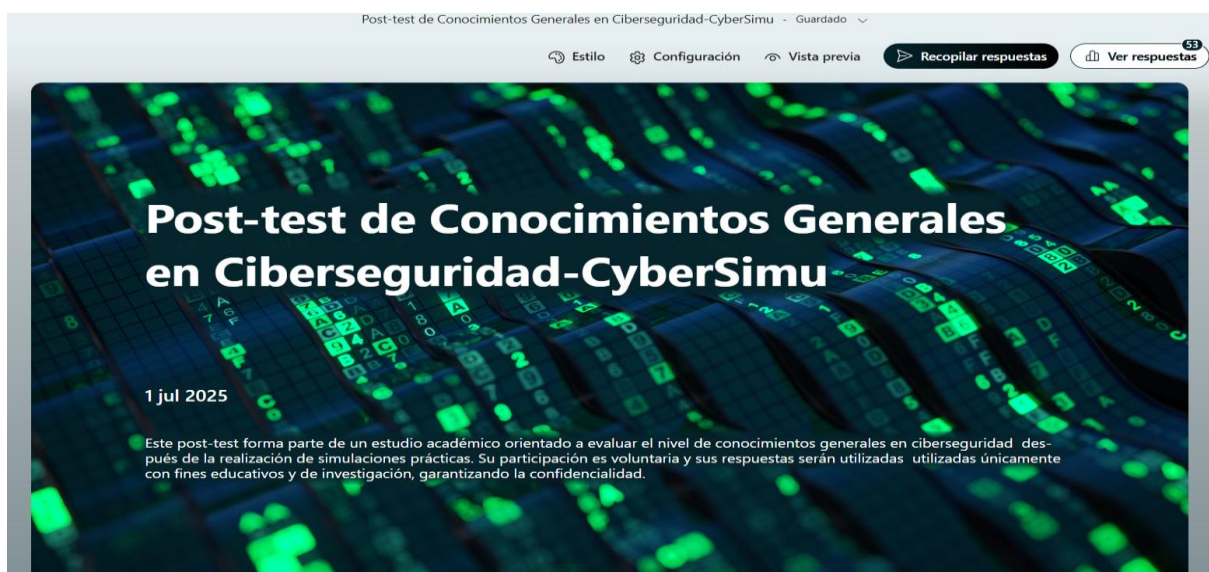 Post-test de Conocimientos Generales en Ciberseguridad-CyberSimu - Guardado
Estilo Configuración Vista previa Recopilar respuestas Ver respuestas 53
Post-test de Conocimientos Generales
en Ciberseguridad-CyberSimu
1 jul 2025
Este post-test forma parte de un estudio académico orientado a evaluar el nivel de conocimientos generales en ciberseguridad des-
pués de la realización de simulaciones prácticas. Su participación es voluntaria y sus respuestas serán utilizadas utilizadas únicamente
con fines educativos y de investigación, garantizando la confidencialidad.